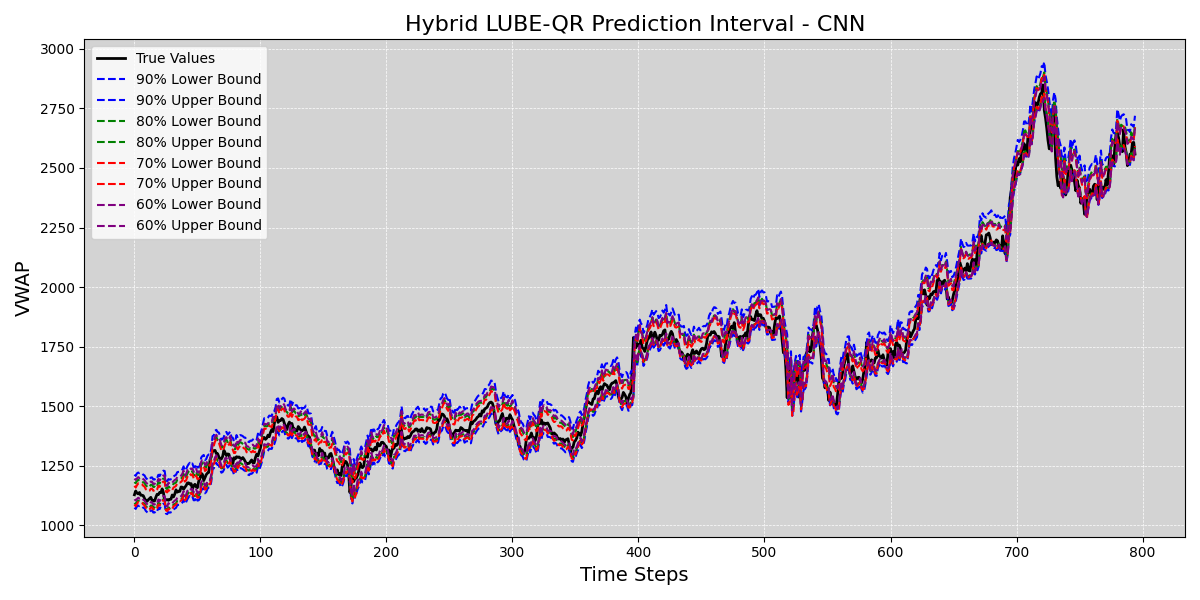 Hybrid LUBE-QR Prediction Interval - CNN
3000
2750
2500
2250
2000
1750
1500
1250
1000
VWAP
True Values
90% Lower Bound
90% Upper Bound
80% Lower Bound
80% Upper Bound
70% Lower Bound
70% Upper Bound
60% Lower Bound
60% Upper Bound
0 100 200 300 400 500 600 700 800
Time Steps